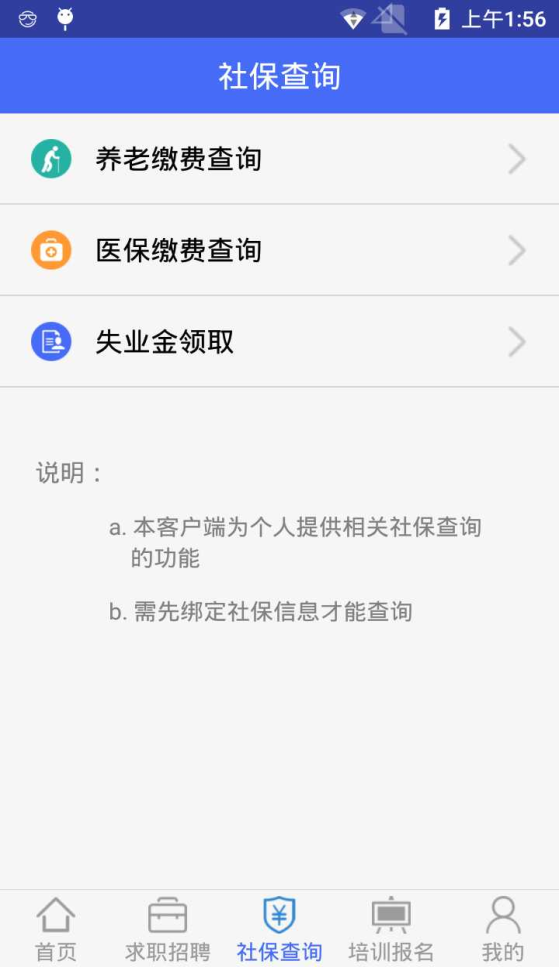 上午1:56
社保查询
养老缴费查询
医保缴费查询
失业金领取
说明：
a. 本客户端为个人提供相关社保查询
的功能
b. 需先绑定社保信息才能查询
首页 求职招聘 社保查询 培训报名 我的